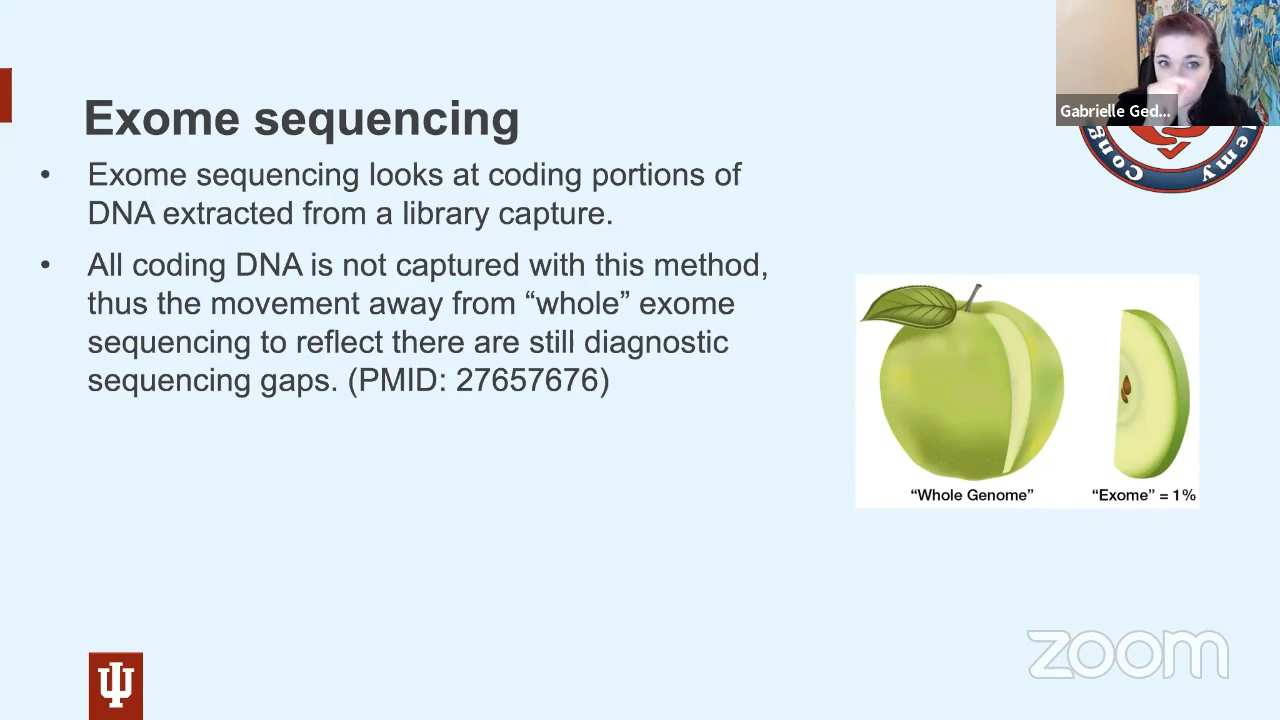 Gabrielle Ged...
Exome sequencing
• Exome sequencing looks at coding portions of
DNA extracted from a library capture.
• All coding DNA is not captured with this method,
thus the movement away from “whole” exome
sequencing to reflect there are still diagnostic
sequencing gaps. (PMID: 27657676)
“Whole Genome”
“Exome” = 1%
zoom